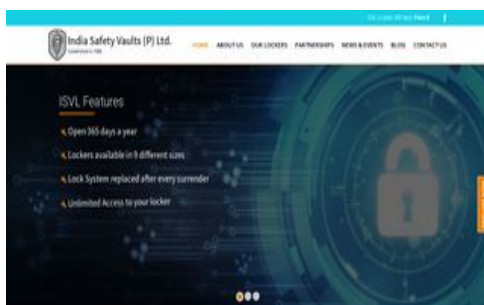 India Safety Vaults (P) Ltd.
HOME ABOUT US OUR LOCKERS PARTNERSHIPS NEWS & EVENTS BLOG CONTACT US
ISVL Features
Open 365 days a year
Lockers available in 9 different sizes
Lock System replaced after every surrender
Unlimited Access to your locker